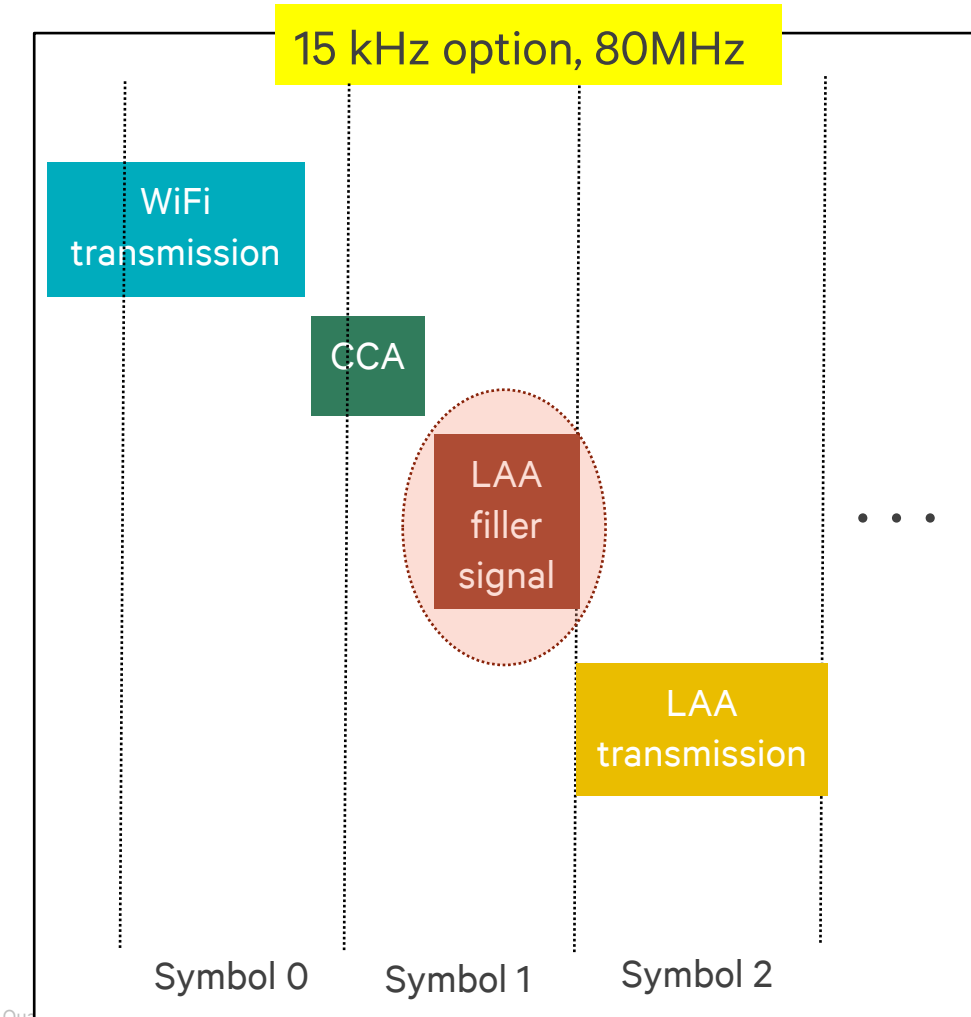 15 kHz option, 80MHz
WiFi
transmission
CCA
LAA
filler
signal
. . .
LAA
transmission
Symbol 0
Symbol 1
Symbol 2